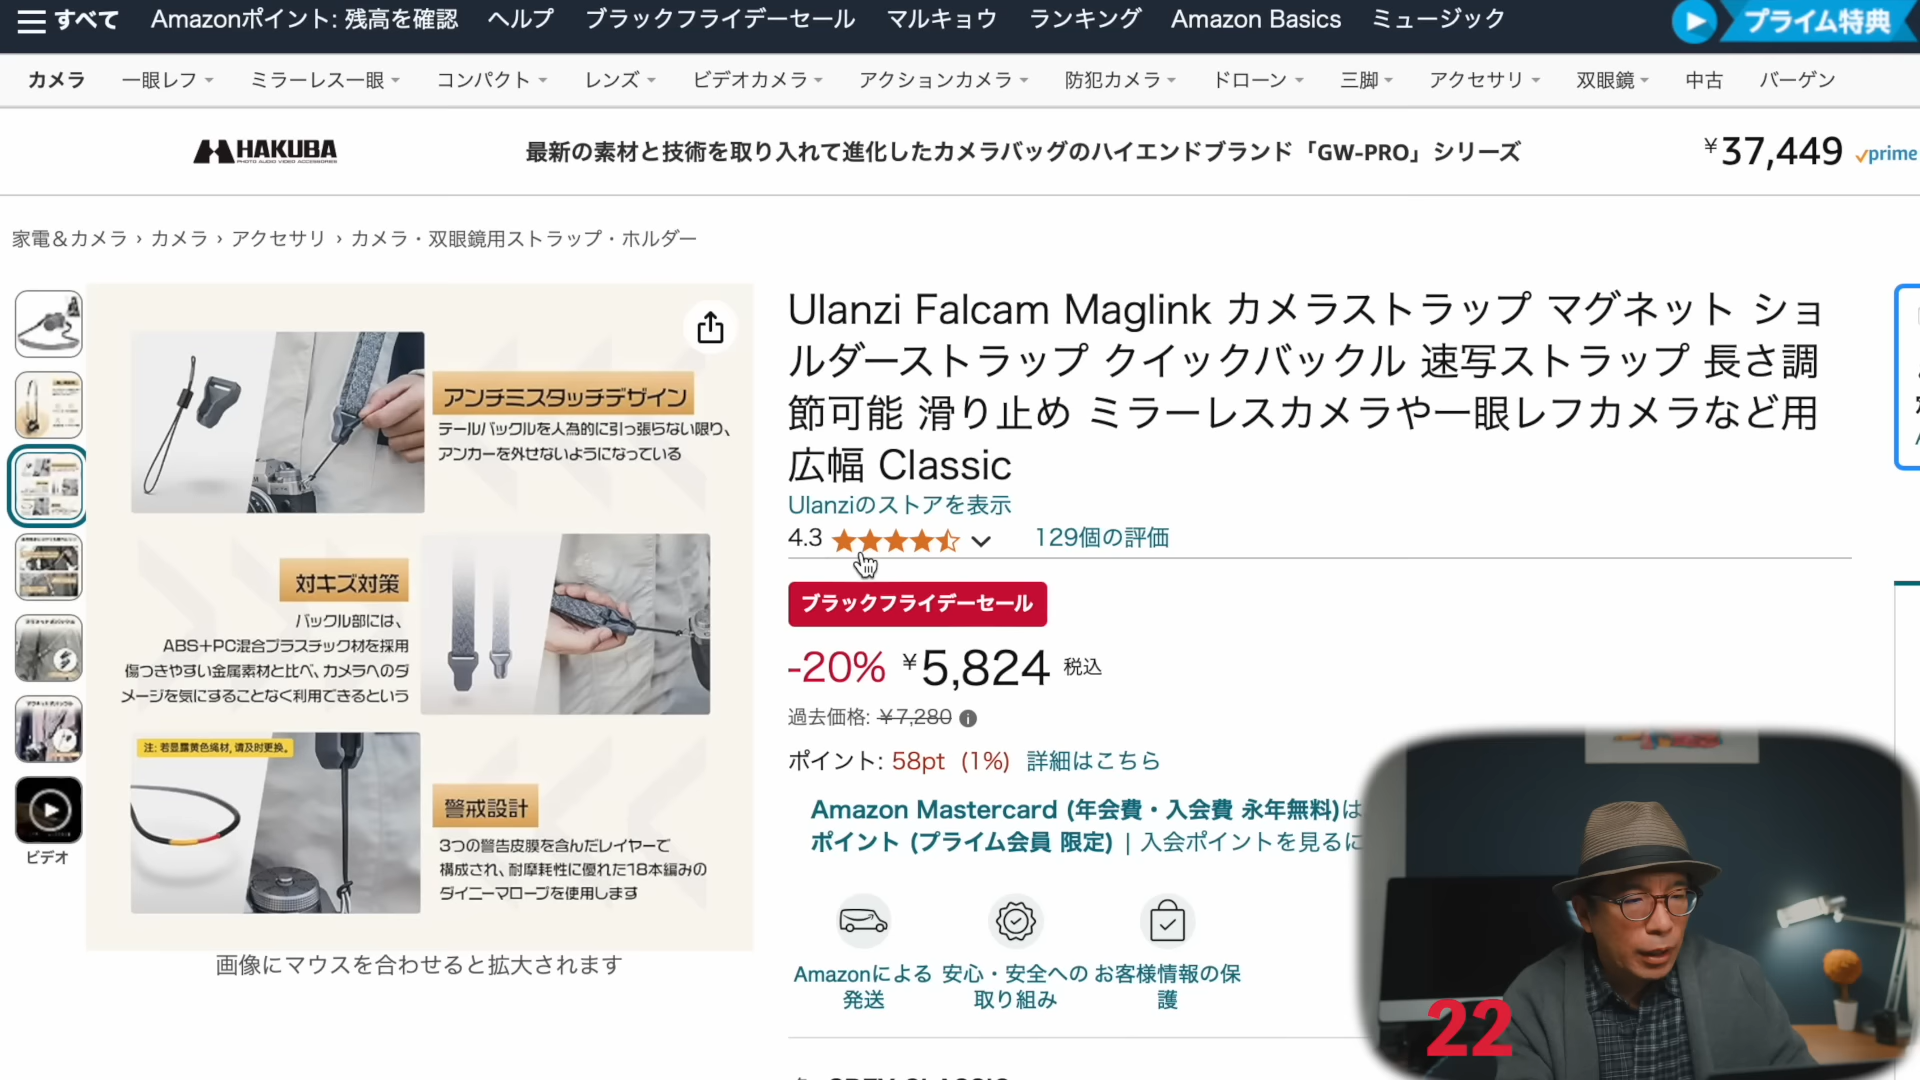 すべて Amazonポイント: 残高を確認 ヘルプ ブラックフライデーセール マルキョウ ランキング Amazon Basics ミュージック プライム特典
カメラ 一眼レフ ミラーレス一眼 コンパクト レンズ ビデオカメラ アクションカメラ 防犯カメラ ドローン 三脚 アクセサリ 双眼鏡 中古 バーゲン
HAKUBA
PHOTO AUDIO VIDEO ACCESSORIES
最新の素材と技術を取り入れて進化したカメラバッグのハイエンドブランド「GW-PRO」シリーズ
¥37,449 prime
家電＆カメラ › カメラ › アクセサリ › カメラ・双眼鏡用ストラップ・ホルダー
アンチミスタッチデザイン
テールバックルを人為的に引っ張らない限り、
アンカーを外せないようになっている
対キズ対策
バックル部には、
ABS＋PC混合プラスチック材を採用
傷つきやすい金属素材と比べ、カメラへのダ
メージを気にすることなく利用できるという
注: 若显露黄色绳材, 请及时更换。
警戒設計
3つの警告皮膜を含んだレイヤーで
構成され、耐摩耗性に優れた18本編みの
ダイニーマロープを使用します
ビデオ
画像にマウスを合わせると拡大されます
Ulanzi Falcam Maglink カメラストラップ マグネット ショ
ルダーストラップ クイックバックル 速写ストラップ 長さ調
節可能 滑り止め ミラーレスカメラや一眼レフカメラなど用
広幅 Classic
Ulanziのストアを表示
4.3 129個の評価
ブラックフライデーセール
-20% ¥5,824 税込
過去価格: ¥7,280
ポイント: 58pt (1%) 詳細はこちら
Amazon Mastercard (年会費・入会費 永年無料)は
ポイント (プライム会員 限定) | 入会ポイントを見るに
Amazonによる
発送
安心・安全への
取り組み
お客様情報の保
護
22